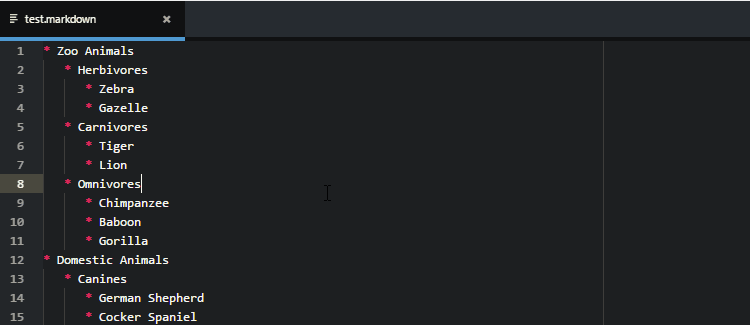 test.markdown ×
1 * Zoo Animals
2 * Herbivores
3 * Zebra
4 * Gazelle
5 * Carnivores
6 * Tiger
7 * Lion
8 * Omnivores
9 * Chimpanzee
10 * Baboon
11 * Gorilla
12 * Domestic Animals
13 * Canines
14 * German Shepherd
15 * Cocker Spaniel